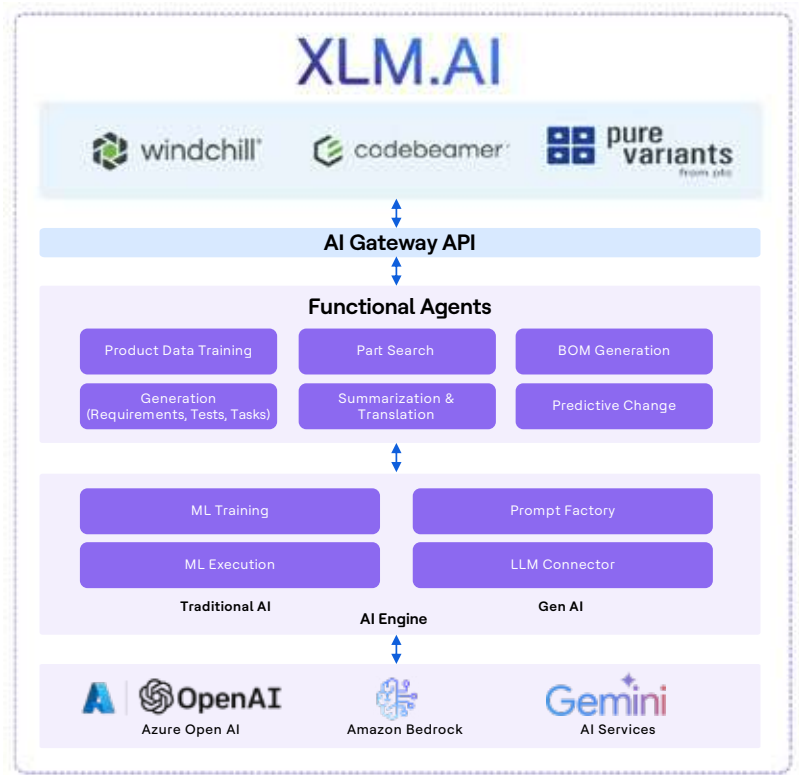 XLM.AI
windchill®
codebeamer
pure
variants
from ptc
AI Gateway API
Functional Agents
Product Data Training
Part Search
BOM Generation
Generation
(Requirements, Tests, Tasks)
Summarization &
Translation
Predictive Change
ML Training
Prompt Factory
ML Execution
LLM Connector
Traditional AI
Gen AI
AI Engine
OpenAI
Gemini
Azure Open AI
Amazon Bedrock
AI Services